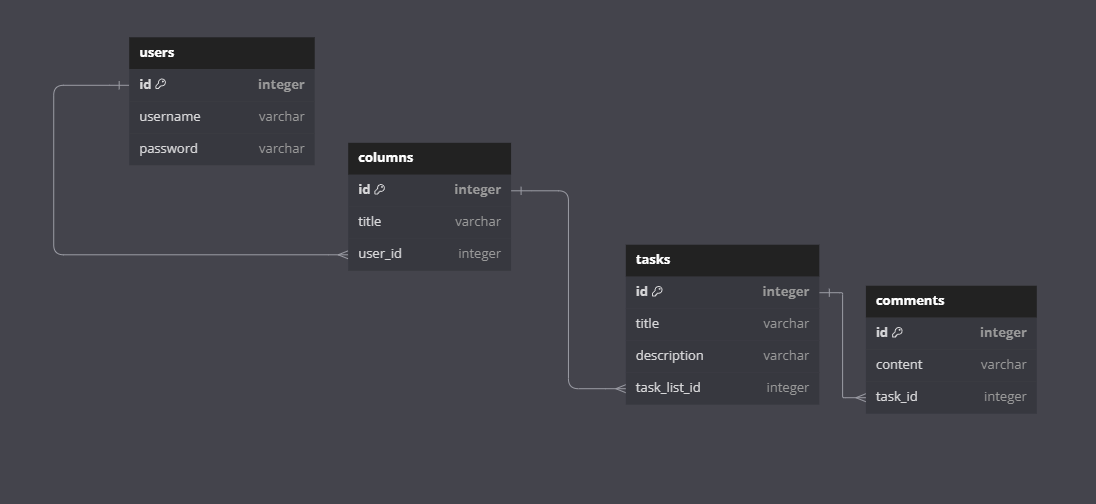 users
id integer
username varchar
password varchar
columns
id integer
title varchar
user_id integer
tasks
id integer
title varchar
description varchar
task_list_id integer
comments
id integer
content varchar
task_id integer